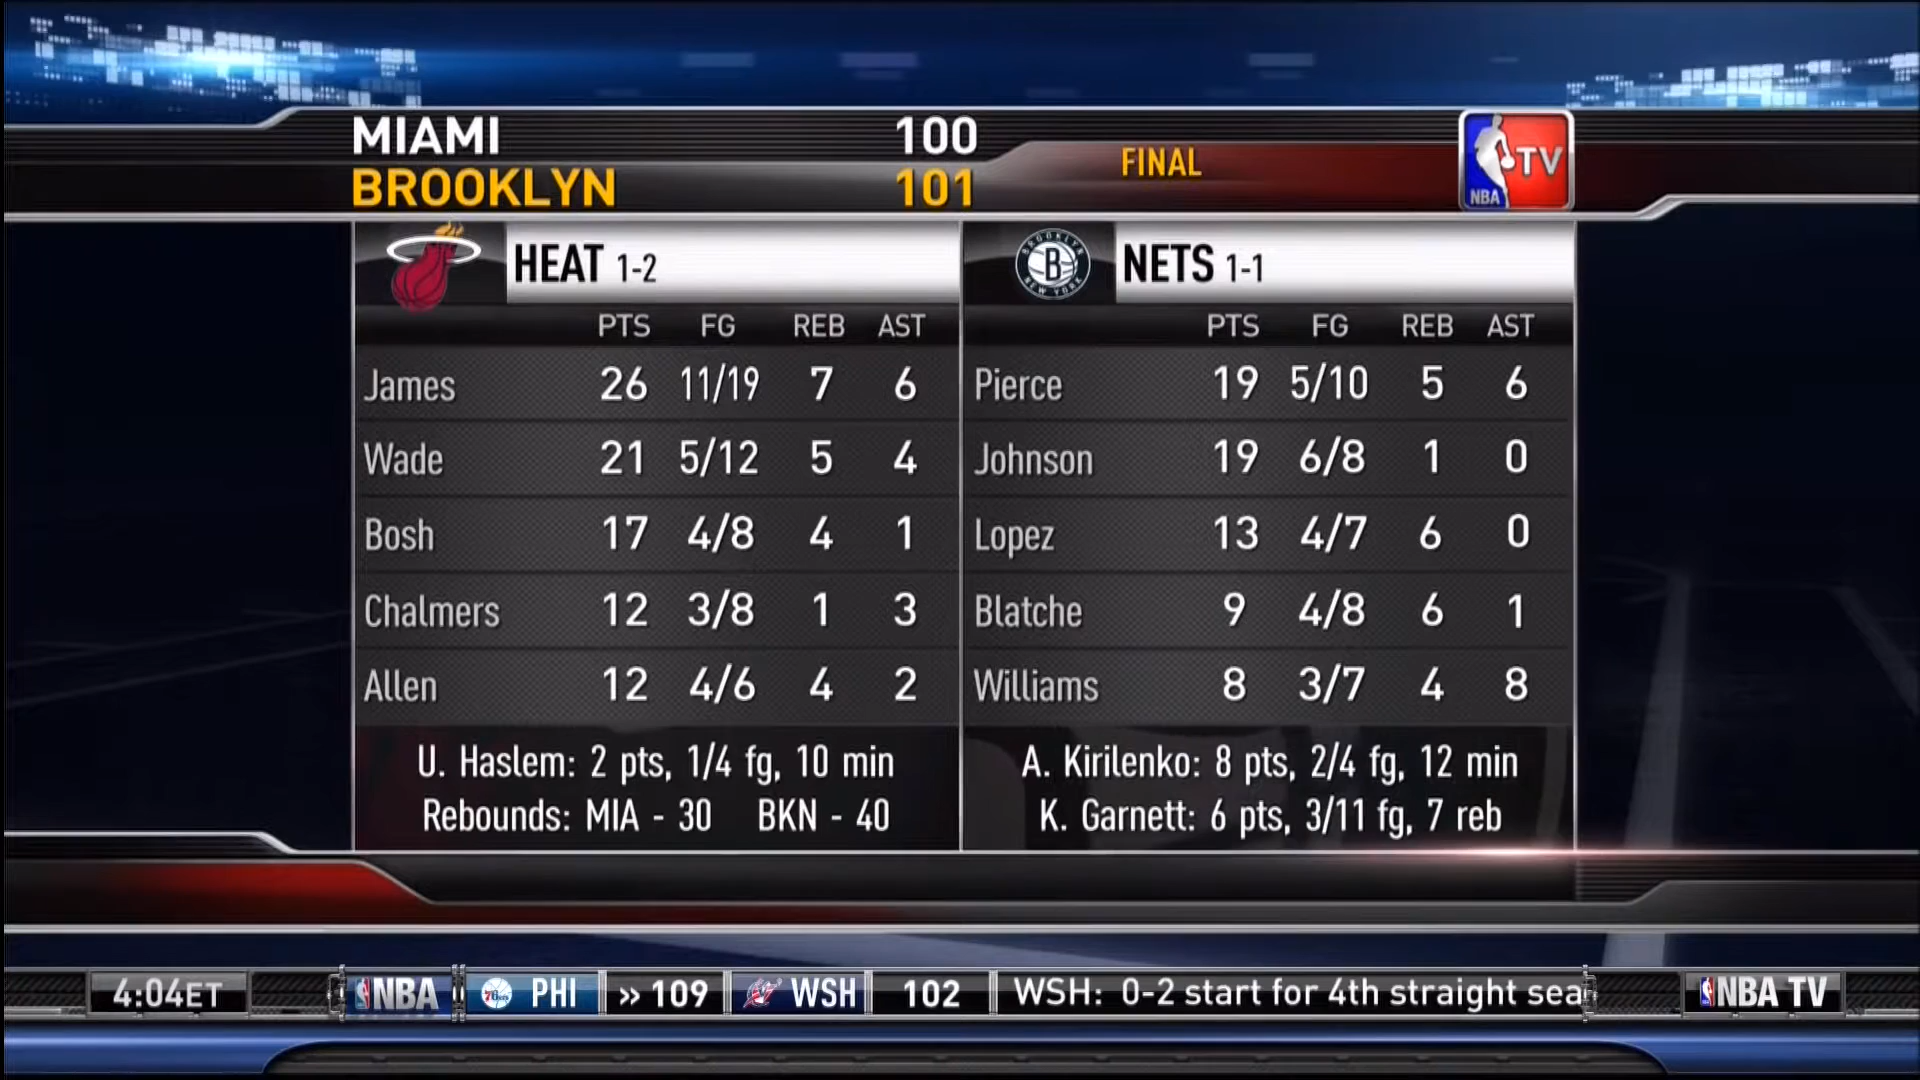 MIAMI 100
BROOKLYN 101
FINAL
NBA TV
HEAT 1-2
PTS FG REB AST
James 26 11/19 7 6
Wade 21 5/12 5 4
Bosh 17 4/8 4 1
Chalmers 12 3/8 1 3
Allen 12 4/6 4 2
U. Haslem: 2 pts, 1/4 fg, 10 min
Rebounds: MIA - 30 BKN - 40
BROOKLYN
B
NEW YORK
NETS 1-1
PTS FG REB AST
Pierce 19 5/10 5 6
Johnson 19 6/8 1 0
Lopez 13 4/7 6 0
Blatche 9 4/8 6 1
Williams 8 3/7 4 8
A. Kirilenko: 8 pts, 2/4 fg, 12 min
K. Garnett: 6 pts, 3/11 fg, 7 reb
4:04ET NBA 76ers PHI >> 109 WSH 102 WSH: 0-2 start for 4th straight sea NBA TV